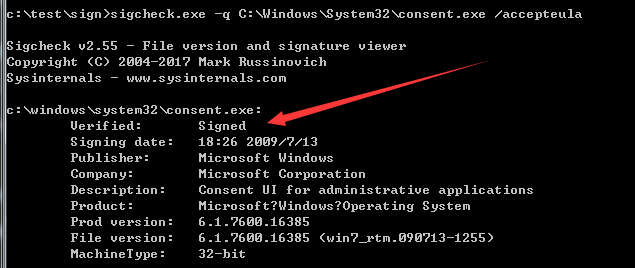 c:\test\sign>sigcheck.exe -q C:\Windows\System32\consent.exe /accepteula
Sigcheck v2.55 - File version and signature viewer
Copyright (C) 2004-2017 Mark Russinovich
Sysinternals - www.sysinternals.com
c:\windows\system32\consent.exe:
Verified: Signed
Signing date: 18:26 2009/7/13
Publisher: Microsoft Windows
Company: Microsoft Corporation
Description: Consent UI for administrative applications
Product: Microsoft?Windows?Operating System
Prod version: 6.1.7600.16385
File version: 6.1.7600.16385 (win7_rtm.090713-1255)
MachineType: 32-bit